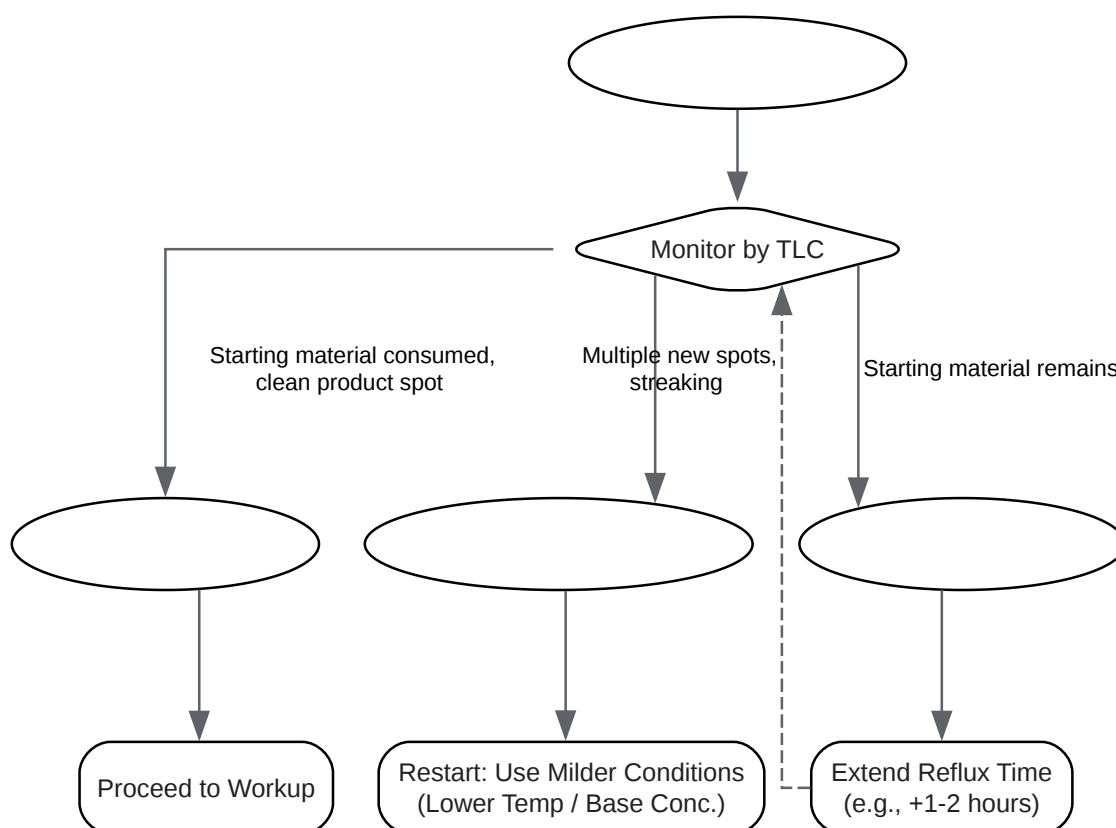 Monitor by TLC
Starting material consumed,
clean product spot
Multiple new spots,
streaking
Starting material remains
Proceed to Workup
Restart: Use Milder Conditions
(Lower Temp / Base Conc.)
Extend Reflux Time
(e.g., +1-2 hours)